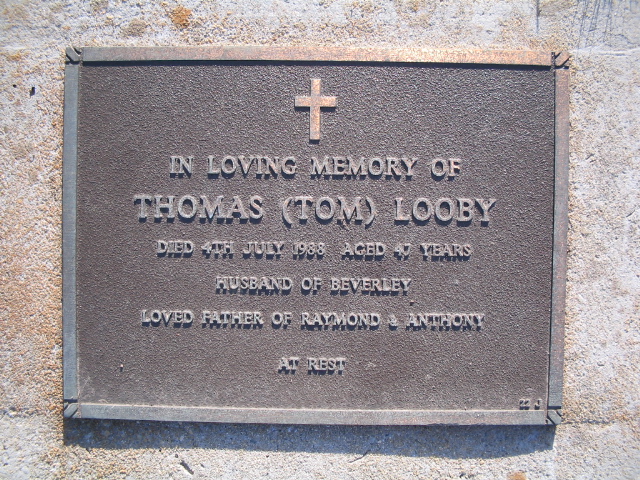 IN LOVING MEMORY OF
THOMAS (TOM) LOOBY
DIED 4TH JULY 1988 AGED 47 YEARS
HUSBAND OF BEVERLEY
LOVED FATHER OF RAYMOND & ANTHONY
AT REST
22 J